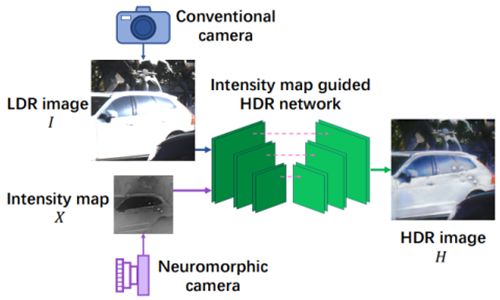 Conventional
camera
LDR image
I
Intensity map guided
HDR network
Intensity map
X
HDR image
H
Neuromorphic
camera